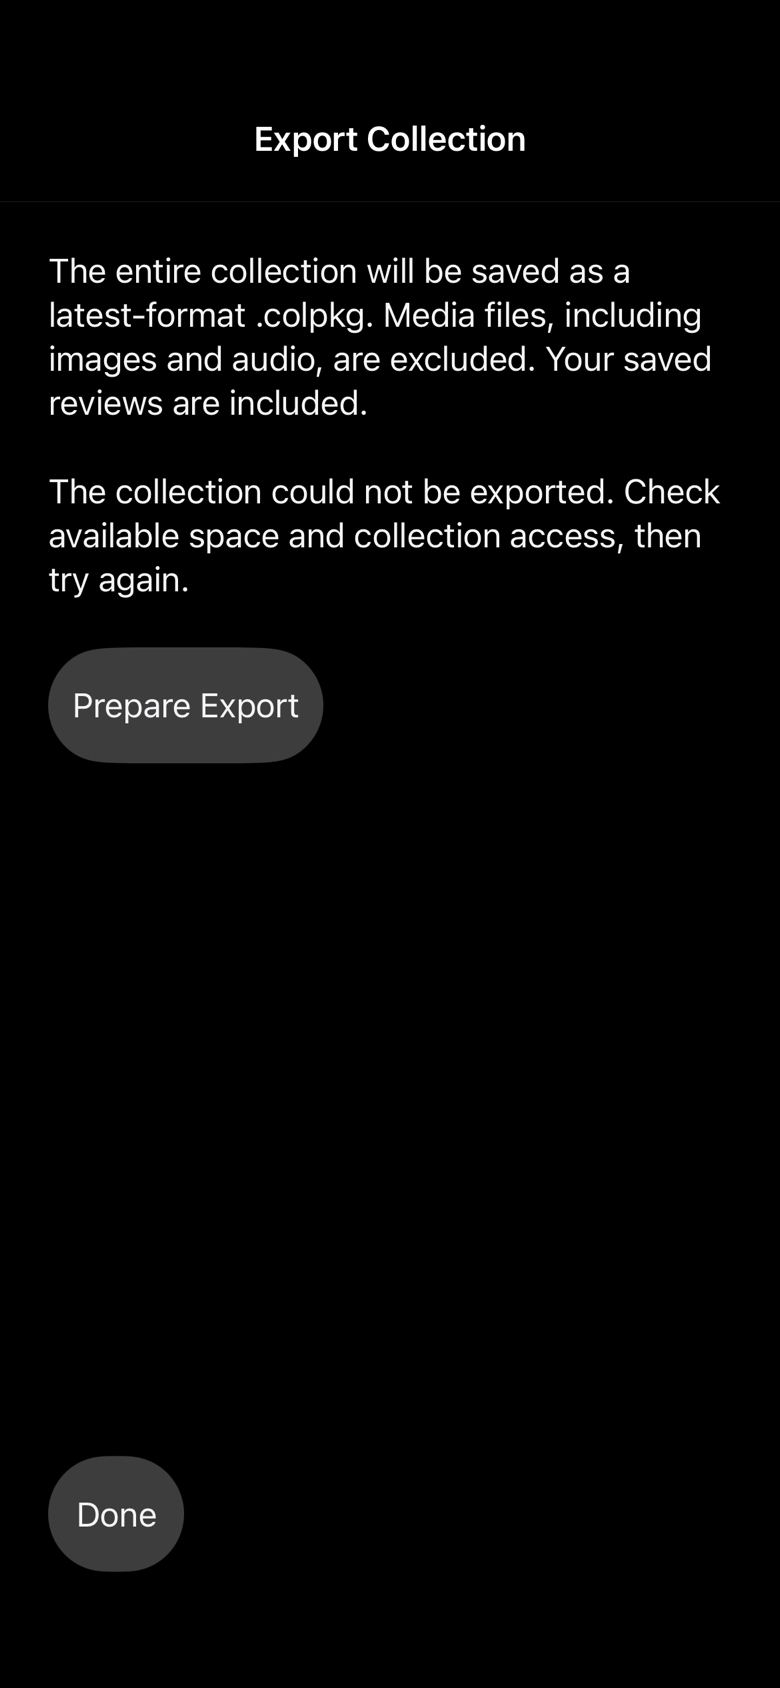 Export Collection
The entire collection will be saved as a
latest-format .colpkg. Media files, including
images and audio, are excluded. Your saved
reviews are included.
The collection could not be exported. Check
available space and collection access, then
try again.
Prepare Export
Done